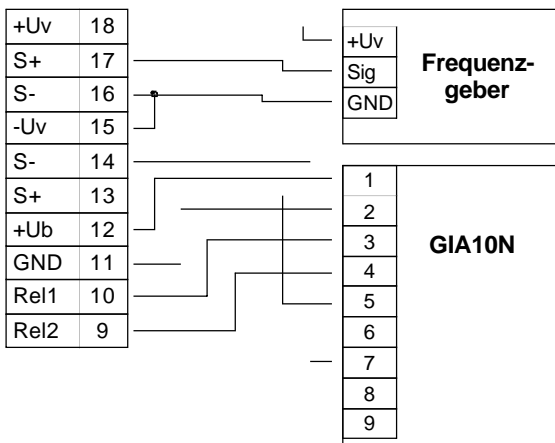 +Uv 18
S+ 17
S- 16
-Uv 15
S- 14
S+ 13
+Ub 12
GND 11
Rel1 10
Rel2 9
+Uv
Sig
GND
Frequenz-
geber
1
2
3
4
5
6
7
8
9
GIA10N